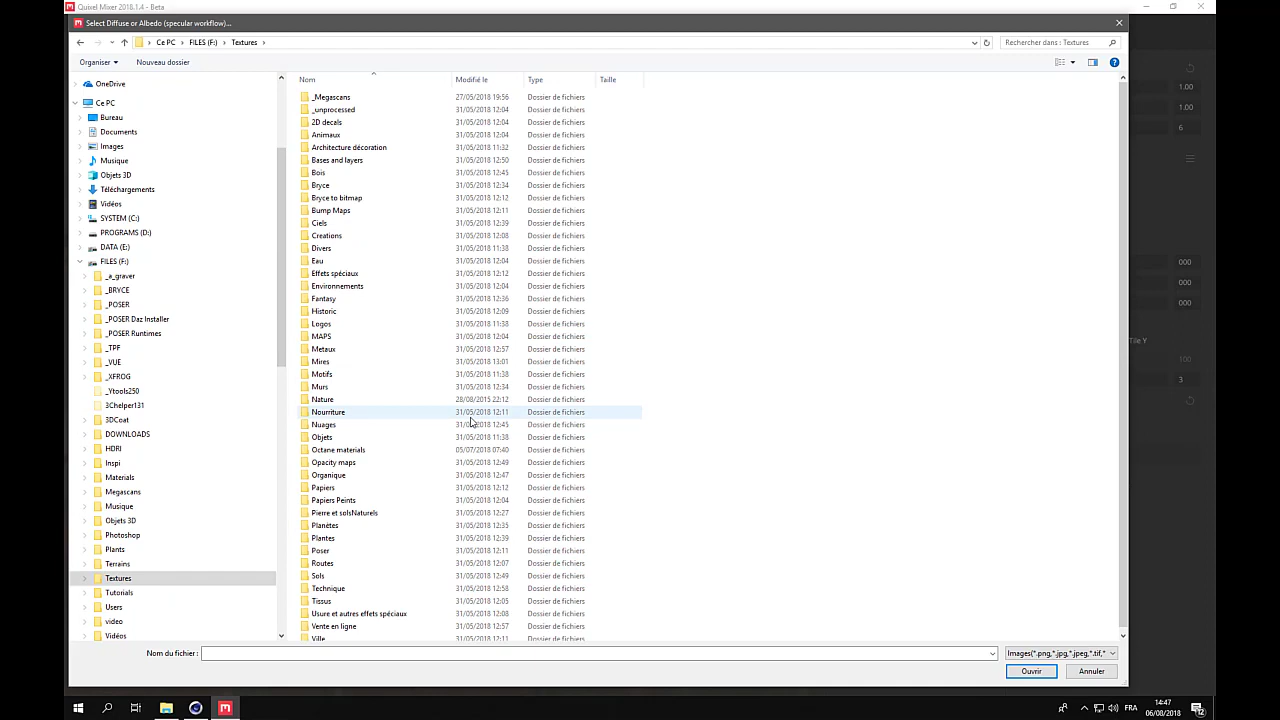 Quixel Mixer 2018.1.4 - Beta
Select Diffuse or Albedo (specular workflow)...
Ce PC > FILES (F:) > Textures >
Rechercher dans : Textures
Organiser
Nouveau dossier
Nom
Modifié le
Type
Taille
OneDrive
Ce PC
Bureau
Documents
Images
Musique
Objets 3D
Téléchargements
Vidéos
SYSTEM (C:)
PROGRAMS (D:)
DATA (E:)
FILES (F:)
_a_graver
_BRYCE
_POSER
_POSER Daz Installer
_POSER Runtimes
_TPF
_VUE
_XFROG
_Ytools250
3Chelper131
3DCoat
DOWNLOADS
HDRI
Inspi
Materials
Megascans
Musique
Objets 3D
Photoshop
Plants
Terrains
Textures
Tutorials
Users
video
Vidéos
_Megascans 27/05/2018 19:56 Dossier de fichiers
_unprocessed 31/05/2018 12:04 Dossier de fichiers
2D decals 31/05/2018 12:04 Dossier de fichiers
Animaux 31/05/2018 12:04 Dossier de fichiers
Architecture décoration 31/05/2018 11:32 Dossier de fichiers
Bases and layers 31/05/2018 12:50 Dossier de fichiers
Bois 31/05/2018 12:45 Dossier de fichiers
Bryce 31/05/2018 12:34 Dossier de fichiers
Bryce to bitmap 31/05/2018 12:12 Dossier de fichiers
Bump Maps 31/05/2018 12:11 Dossier de fichiers
Ciels 31/05/2018 12:39 Dossier de fichiers
Creations 31/05/2018 12:08 Dossier de fichiers
Divers 31/05/2018 11:38 Dossier de fichiers
Eau 31/05/2018 12:04 Dossier de fichiers
Effets spéciaux 31/05/2018 12:12 Dossier de fichiers
Environnements 31/05/2018 12:04 Dossier de fichiers
Fantasy 31/05/2018 12:36 Dossier de fichiers
Historic 31/05/2018 12:09 Dossier de fichiers
Logos 31/05/2018 11:38 Dossier de fichiers
MAPS 31/05/2018 12:04 Dossier de fichiers
Metaux 31/05/2018 12:57 Dossier de fichiers
Mires 31/05/2018 13:01 Dossier de fichiers
Motifs 31/05/2018 11:38 Dossier de fichiers
Murs 31/05/2018 12:34 Dossier de fichiers
Nature 28/08/2015 22:12 Dossier de fichiers
Nourriture 31/05/2018 12:11 Dossier de fichiers
Nuages 31/05/2018 12:45 Dossier de fichiers
Objets 31/05/2018 11:38 Dossier de fichiers
Octane materials 05/07/2018 07:40 Dossier de fichiers
Opacity maps 31/05/2018 12:49 Dossier de fichiers
Organique 31/05/2018 12:47 Dossier de fichiers
Papiers 31/05/2018 12:12 Dossier de fichiers
Papiers Peints 31/05/2018 12:04 Dossier de fichiers
Pierre et solsNaturels 31/05/2018 12:27 Dossier de fichiers
Planètes 31/05/2018 12:35 Dossier de fichiers
Plantes 31/05/2018 12:39 Dossier de fichiers
Poser 31/05/2018 12:11 Dossier de fichiers
Routes 31/05/2018 12:07 Dossier de fichiers
Sols 31/05/2018 12:49 Dossier de fichiers
Technique 31/05/2018 12:58 Dossier de fichiers
Tissus 31/05/2018 12:05 Dossier de fichiers
Usure et autres effets spéciaux 31/05/2018 12:08 Dossier de fichiers
Vente en ligne 31/05/2018 12:57 Dossier de fichiers
Ville 31/05/2018 12:11 Dossier de fichiers
1.00
1.00
6
000
000
000
Tile Y
100
3
Nom du fichier :
Images(*.png,*.jpg,*.jpeg,*.tif,*
Ouvrir
Annuler
FRA
14:47
06/08/2018